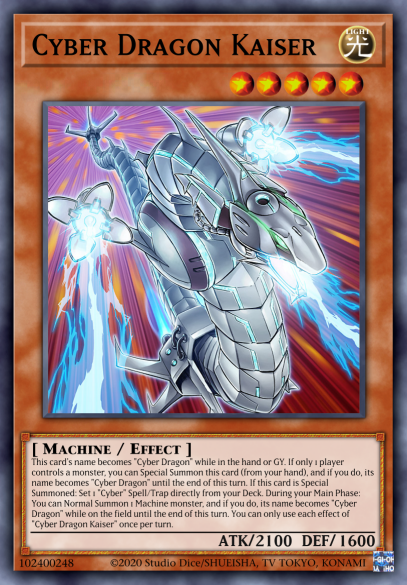 CYBER DRAGON KAISER
LIGHT
光
[ MACHINE / EFFECT ]
This card's name becomes "Cyber Dragon" while in the hand or GY. If only 1 player
controls a monster, you can Special Summon this card (from your hand), and if you do, its
name becomes "Cyber Dragon" until the end of this turn. If this card is Special
Summoned: Set 1 "Cyber" Spell/Trap directly from your Deck. During your Main Phase:
You can Normal Summon 1 Machine monster, and if you do, its name becomes "Cyber
Dragon" while on the field until the end of this turn. You can only use each effect of
"Cyber Dragon Kaiser" once per turn.
ATK/2100 DEF/1600
102400248 ©2020 Studio Dice/SHUEISHA, TV TOKYO, KONAMI